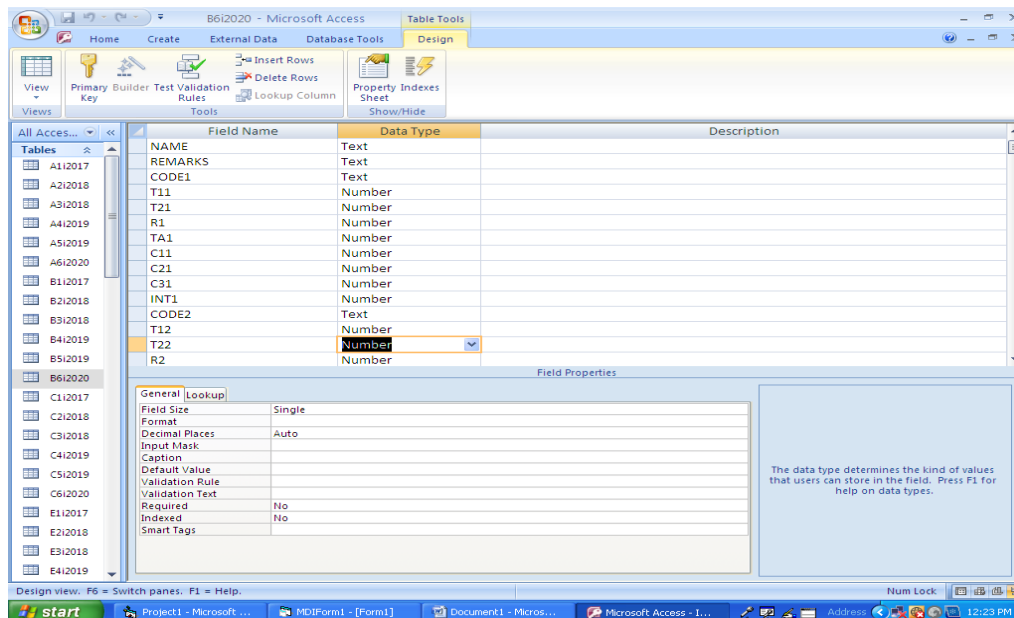 B6i2020 - Microsoft Access
Table Tools
Home Create External Data Database Tools Design
View
Primary Key
Builder
Test Validation Rules
Insert Rows
Delete Rows
Lookup Column
Property Sheet
Indexes
Views Tools Show/Hide
All Acces...
Tables
A1i2017
A2i2018
A3i2018
A4i2019
A5i2019
A6i2020
B1i2017
B2i2018
B3i2018
B4i2019
B5i2019
B6i2020
C1i2017
C2i2018
C3i2018
C4i2019
C5i2019
C6i2020
E1i2017
E2i2018
E3i2018
E4i2019
Field Name Data Type Description
NAME Text
REMARKS Text
CODE1 Text
T11 Number
T21 Number
R1 Number
TA1 Number
C11 Number
C21 Number
C31 Number
INT1 Number
CODE2 Text
T12 Number
T22 Number
R2 Number
Field Properties
General Lookup
Field Size Single
Format
Decimal Places Auto
Input Mask
Caption
Default Value
Validation Rule
Validation Text
Required No
Indexed No
Smart Tags
The data type determines the kind of values
that users can store in the field. Press F1 for
help on data types.
Design view. F6 = Switch panes. F1 = Help.
Num Lock
start
Project1 - Microsoft ...
MDIForm1 - [Form1]
Document1 - Micros...
Microsoft Access - I...
Address
12:23 PM